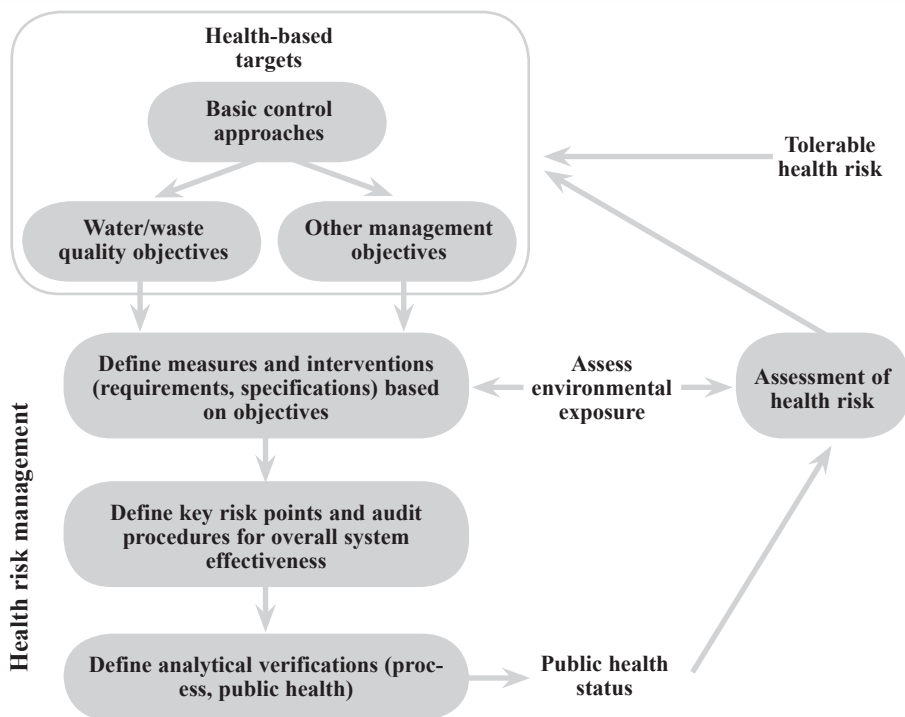 Health-based
targets
Basic control
approaches
Tolerable
health risk
Water/waste
quality objectives
Other management
objectives
Define measures and interventions
(requirements, specifications) based
on objectives
Assess
environmental
exposure
Assessment of
health risk
Health risk management
Define key risk points and audit
procedures for overall system
effectiveness
Define analytical verifications (proc-
ess, public health)
Public health
status